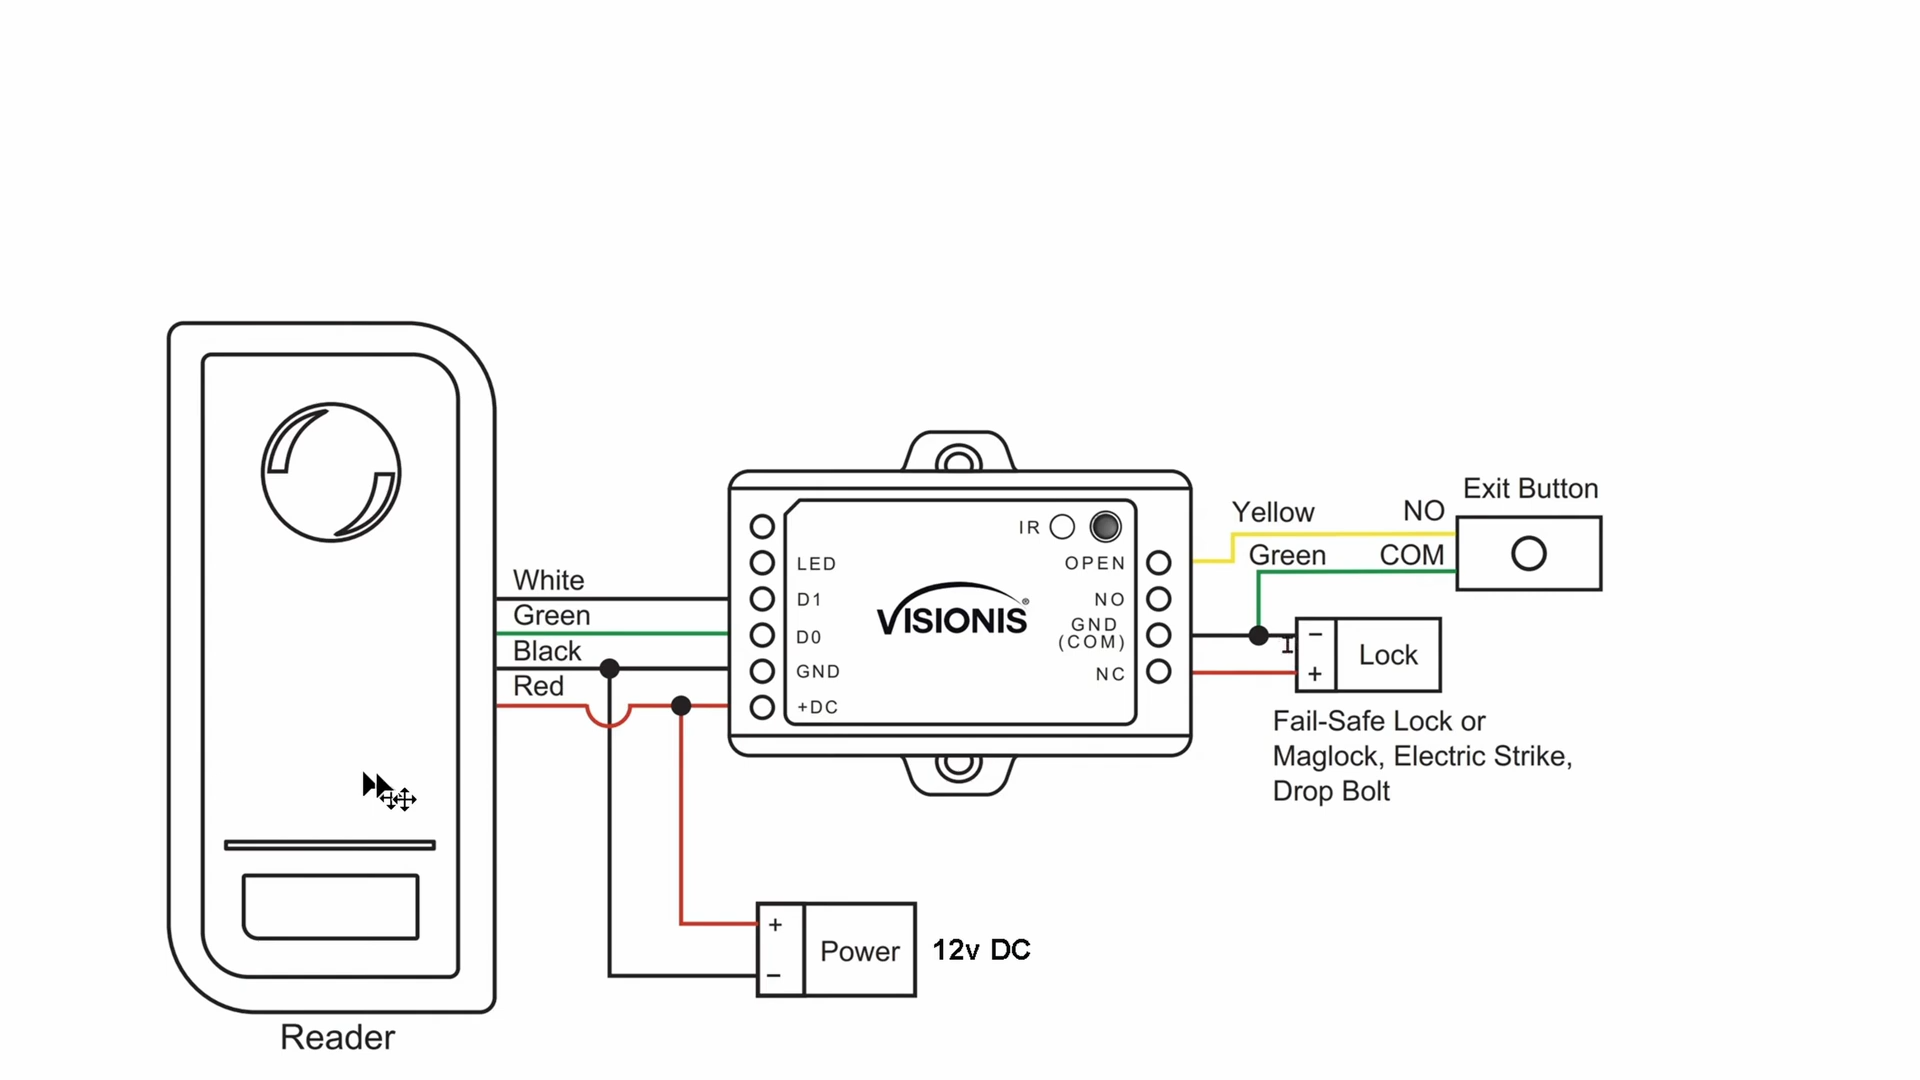 White
Green
Black
Red
Reader
IR
LED
D1
D0
GND
+DC
VISIONIS®
OPEN
NO
GND
(COM)
NC
Yellow
NO
Exit Button
Green
COM
−
+
Lock
Fail-Safe Lock or
Maglock, Electric Strike,
Drop Bolt
+
−
Power
12v DC